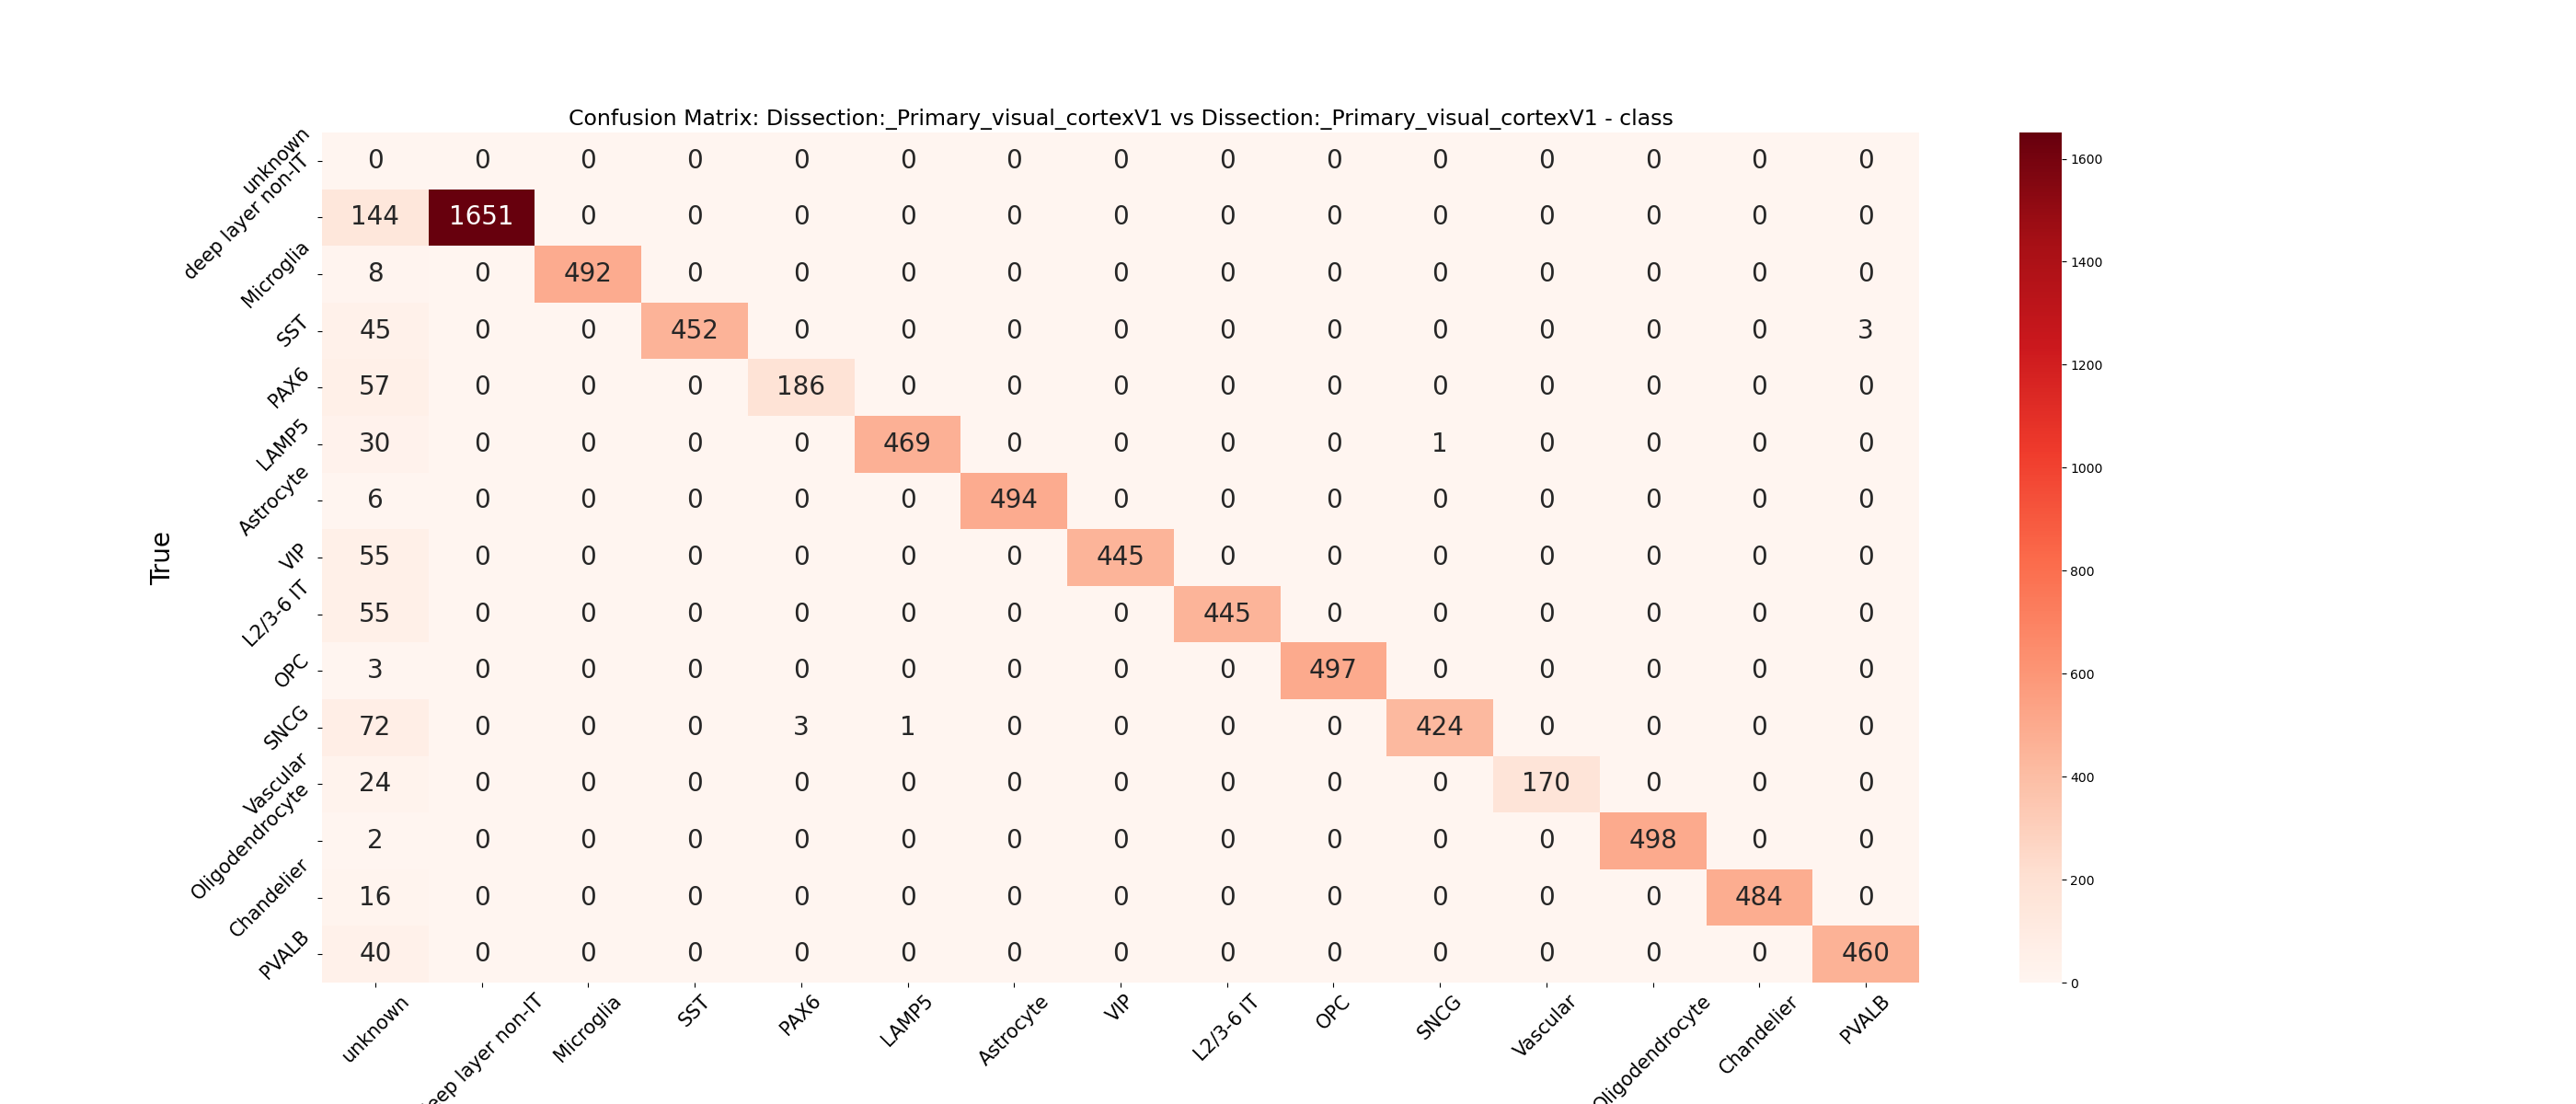 Confusion Matrix: Dissection:_Primary_visual_cortexV1 vs Dissection:_Primary_visual_cortexV1 - class
True
unknown 0 0 0 0 0 0 0 0 0 0 0 0 0 0 0
deep layer non-IT 144 1651 0 0 0 0 0 0 0 0 0 0 0 0 0
Microglia 8 0 492 0 0 0 0 0 0 0 0 0 0 0 0
SST 45 0 0 452 0 0 0 0 0 0 0 0 0 0 3
PAX6 57 0 0 0 186 0 0 0 0 0 0 0 0 0 0
LAMP5 30 0 0 0 0 469 0 0 0 0 1 0 0 0 0
Astrocyte 6 0 0 0 0 0 494 0 0 0 0 0 0 0 0
VIP 55 0 0 0 0 0 0 445 0 0 0 0 0 0 0
L2/3-6 IT 55 0 0 0 0 0 0 0 445 0 0 0 0 0 0
OPC 3 0 0 0 0 0 0 0 0 497 0 0 0 0 0
SNCG 72 0 0 0 3 1 0 0 0 0 424 0 0 0 0
Vascular 24 0 0 0 0 0 0 0 0 0 0 170 0 0 0
Oligodendrocyte 2 0 0 0 0 0 0 0 0 0 0 0 498 0 0
Chandelier 16 0 0 0 0 0 0 0 0 0 0 0 0 484 0
PVALB 40 0 0 0 0 0 0 0 0 0 0 0 0 0 460
unknown eep layer non-IT Microglia SST PAX6 LAMP5 Astrocyte VIP L2/3-6 IT OPC SNCG Vascular Oligodendrocyte Chandelier PVALB
1600
1400
1200
1000
800
600
400
200
0